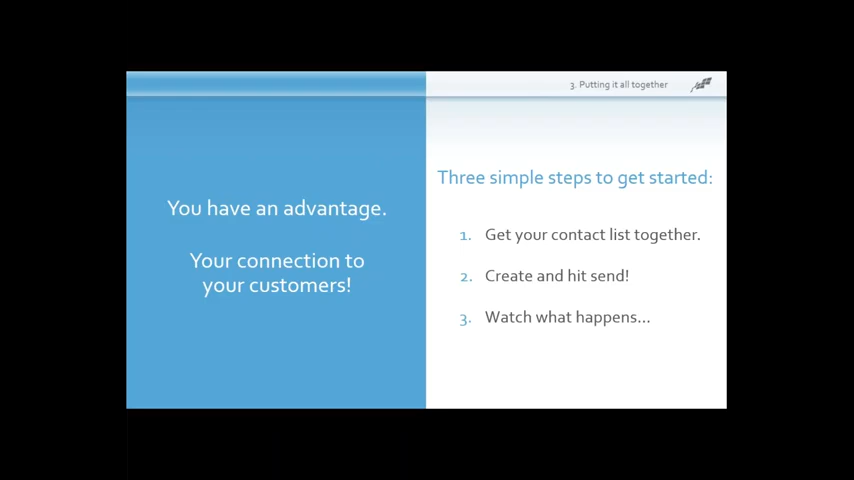 3. Putting it all together
You have an advantage.
Your connection to
your customers!
Three simple steps to get started:
1. Get your contact list together.
2. Create and hit send!
3. Watch what happens...